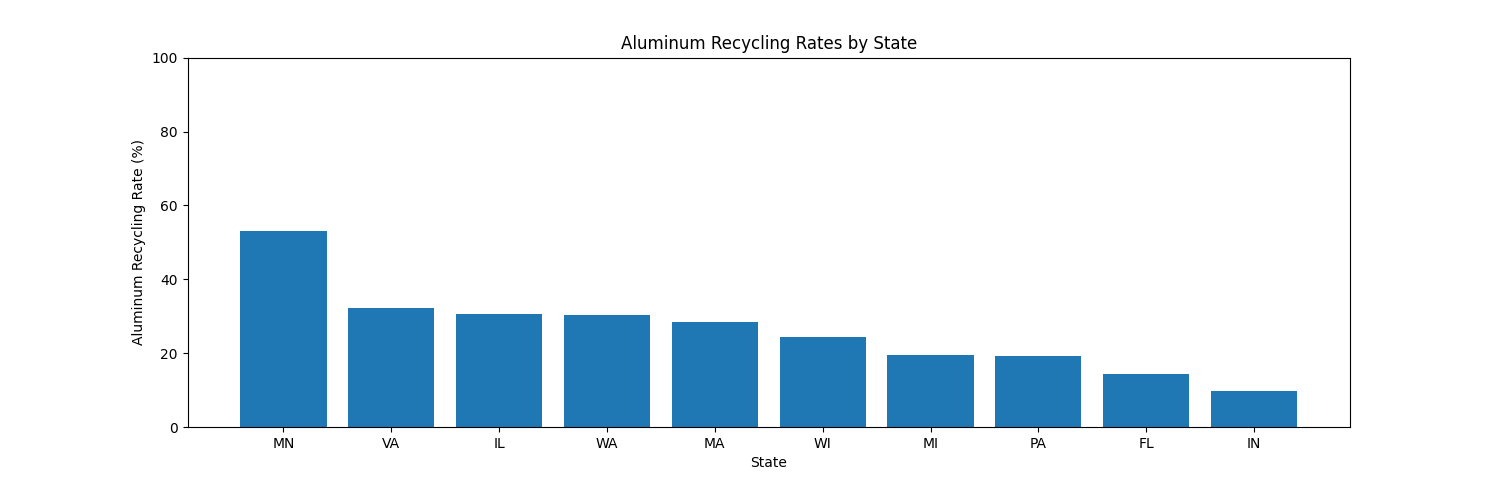 Aluminum Recycling Rates by State
Aluminum Recycling Rate (%)
100
80
60
40
20
0
MN VA IL WA MA WI MI PA FL IN
State